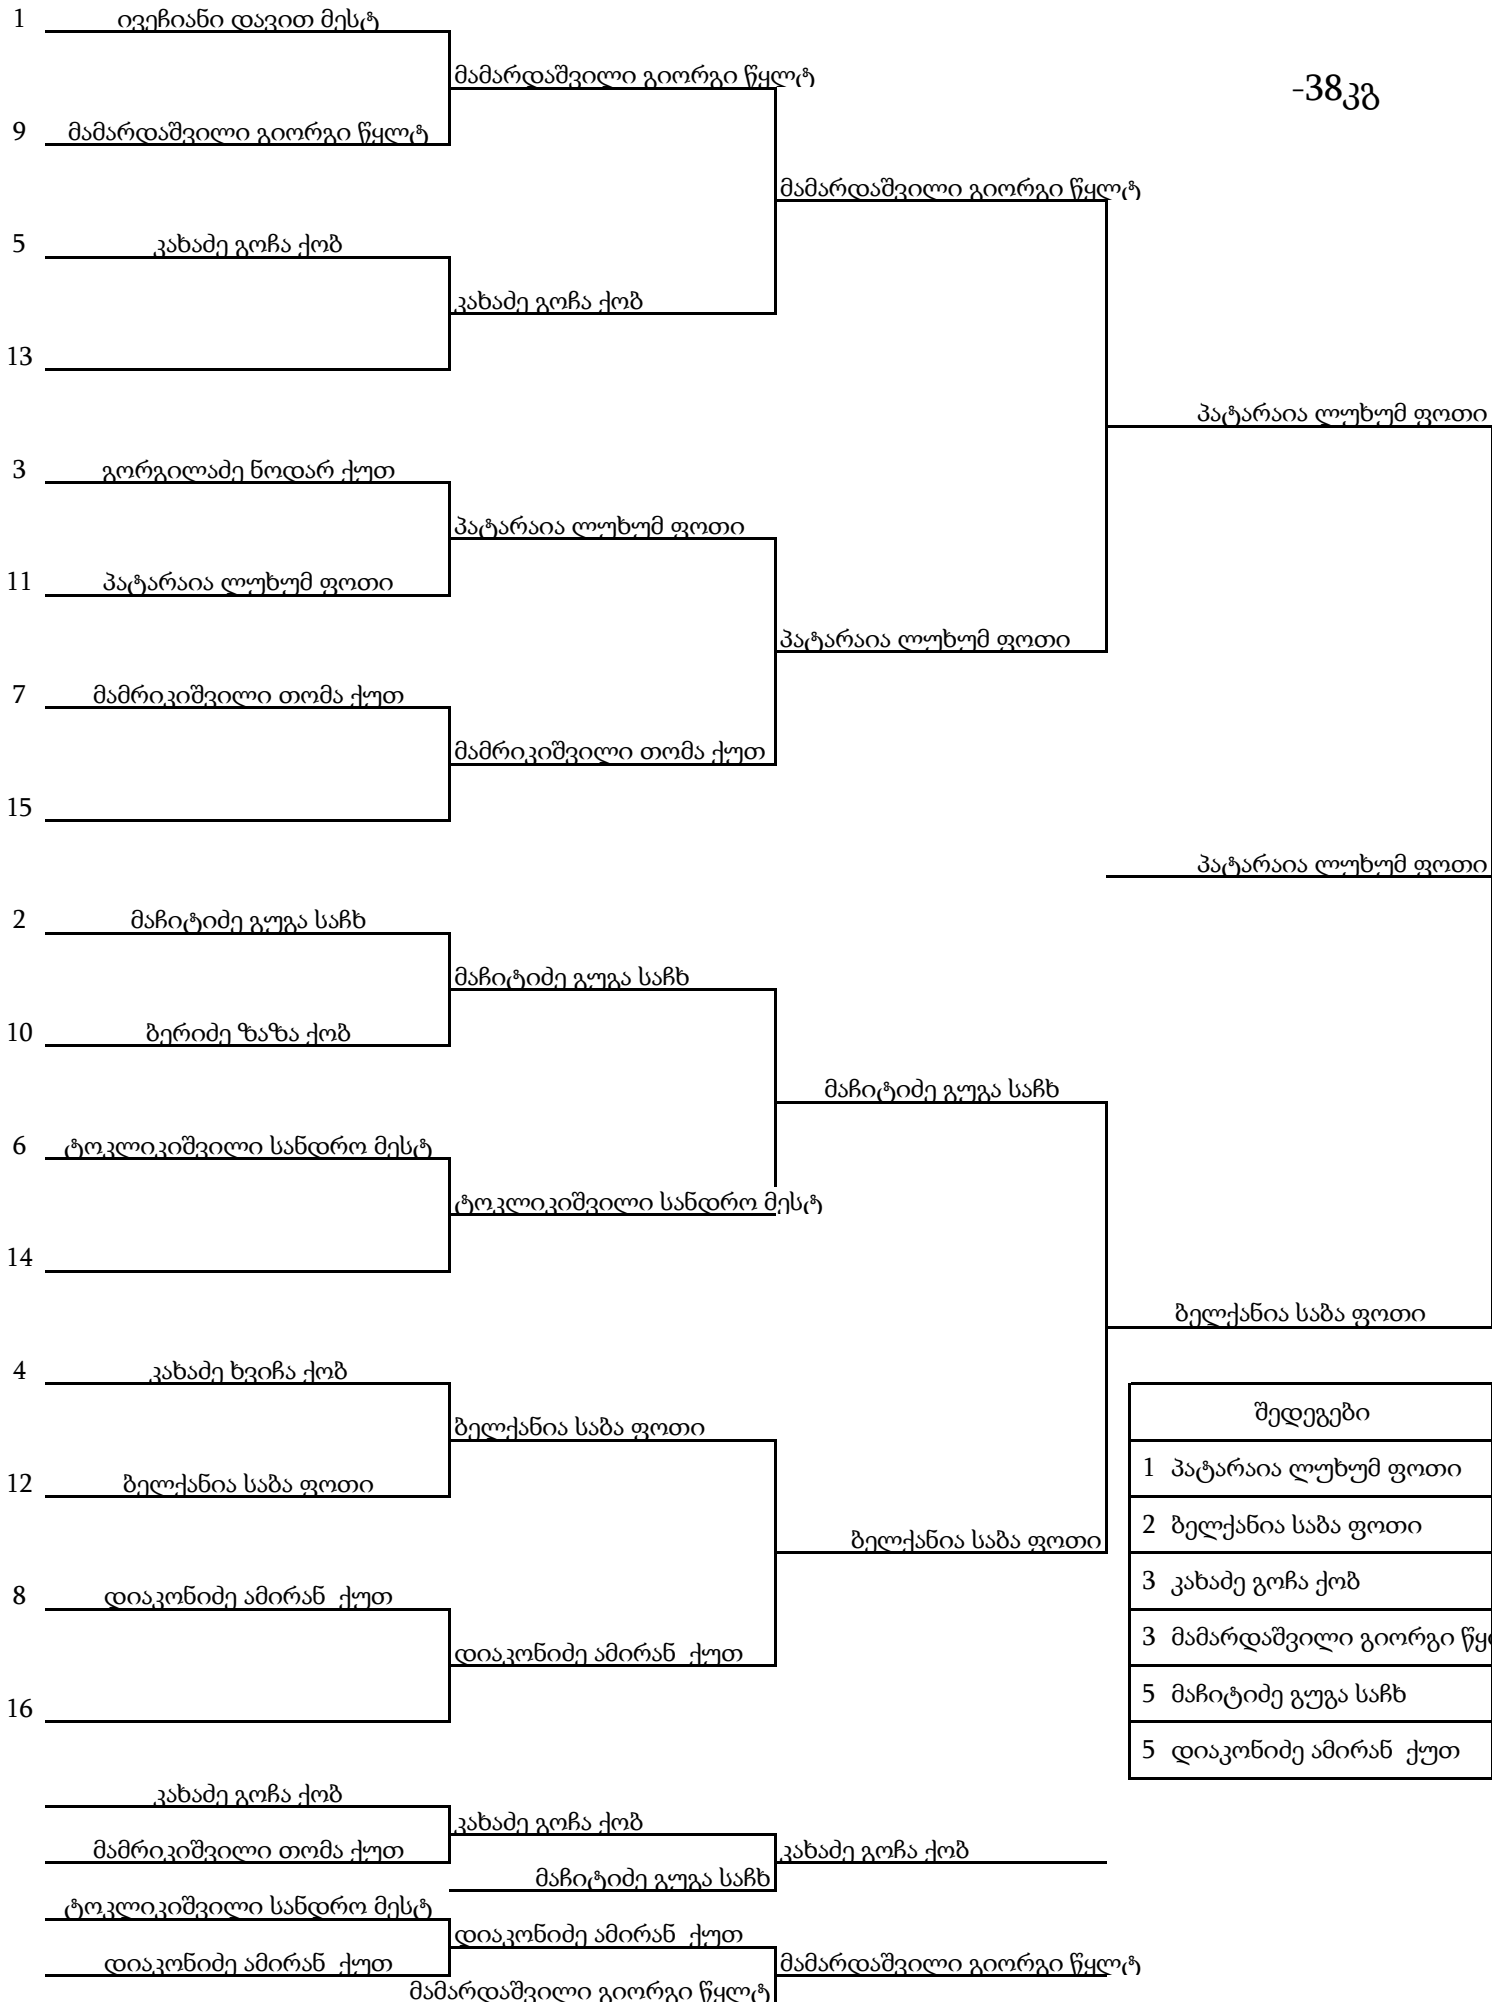 1 ივეჩიანი დავით მესტ
მამარდაშვილი გიორგი წყლტ
-38კგ
9 მამარდაშვილი გიორგი წყლტ
მამარდაშვილი გიორგი წყლტ
5 კახაძე გოჩა ქობ
კახაძე გოჩა ქობ
13
პატარაია ლუხუმ ფოთი
3 გორგილაძე ნოდარ ქუთ
პატარაია ლუხუმ ფოთი
11 პატარაია ლუხუმ ფოთი
პატარაია ლუხუმ ფოთი
7 მამრიკიშვილი თომა ქუთ
მამრიკიშვილი თომა ქუთ
15
პატარაია ლუხუმ ფოთი
2 მაჩიტიძე გუგა საჩხ
მაჩიტიძე გუგა საჩხ
10 ბერიძე ზაზა ქობ
მაჩიტიძე გუგა საჩხ
6 ტოკლიკიშვილი სანდრო მესტ
ტოკლიკიშვილი სანდრო მესტ
14
ბელქანია საბა ფოთი
4 კახაძე ხვიჩა ქობ
შედეგები
ბელქანია საბა ფოთი
1 პატარაია ლუხუმ ფოთი
12 ბელქანია საბა ფოთი
2 ბელქანია საბა ფოთი
ბელქანია საბა ფოთი
3 კახაძე გოჩა ქობ
8 დიაკონიძე ამირან ქუთ
3 მამარდაშვილი გიორგი წყ
დიაკონიძე ამირან ქუთ
5 მაჩიტიძე გუგა საჩხ
16
5 დიაკონიძე ამირან ქუთ
კახაძე გოჩა ქობ
კახაძე გოჩა ქობ
მამრიკიშვილი თომა ქუთ
კახაძე გოჩა ქობ
მაჩიტიძე გუგა საჩხ
ტოკლიკიშვილი სანდრო მესტ
დიაკონიძე ამირან ქუთ
დიაკონიძე ამირან ქუთ
მამარდაშვილი გიორგი წყლტ
მამარდაშვილი გიორგი წყლტ